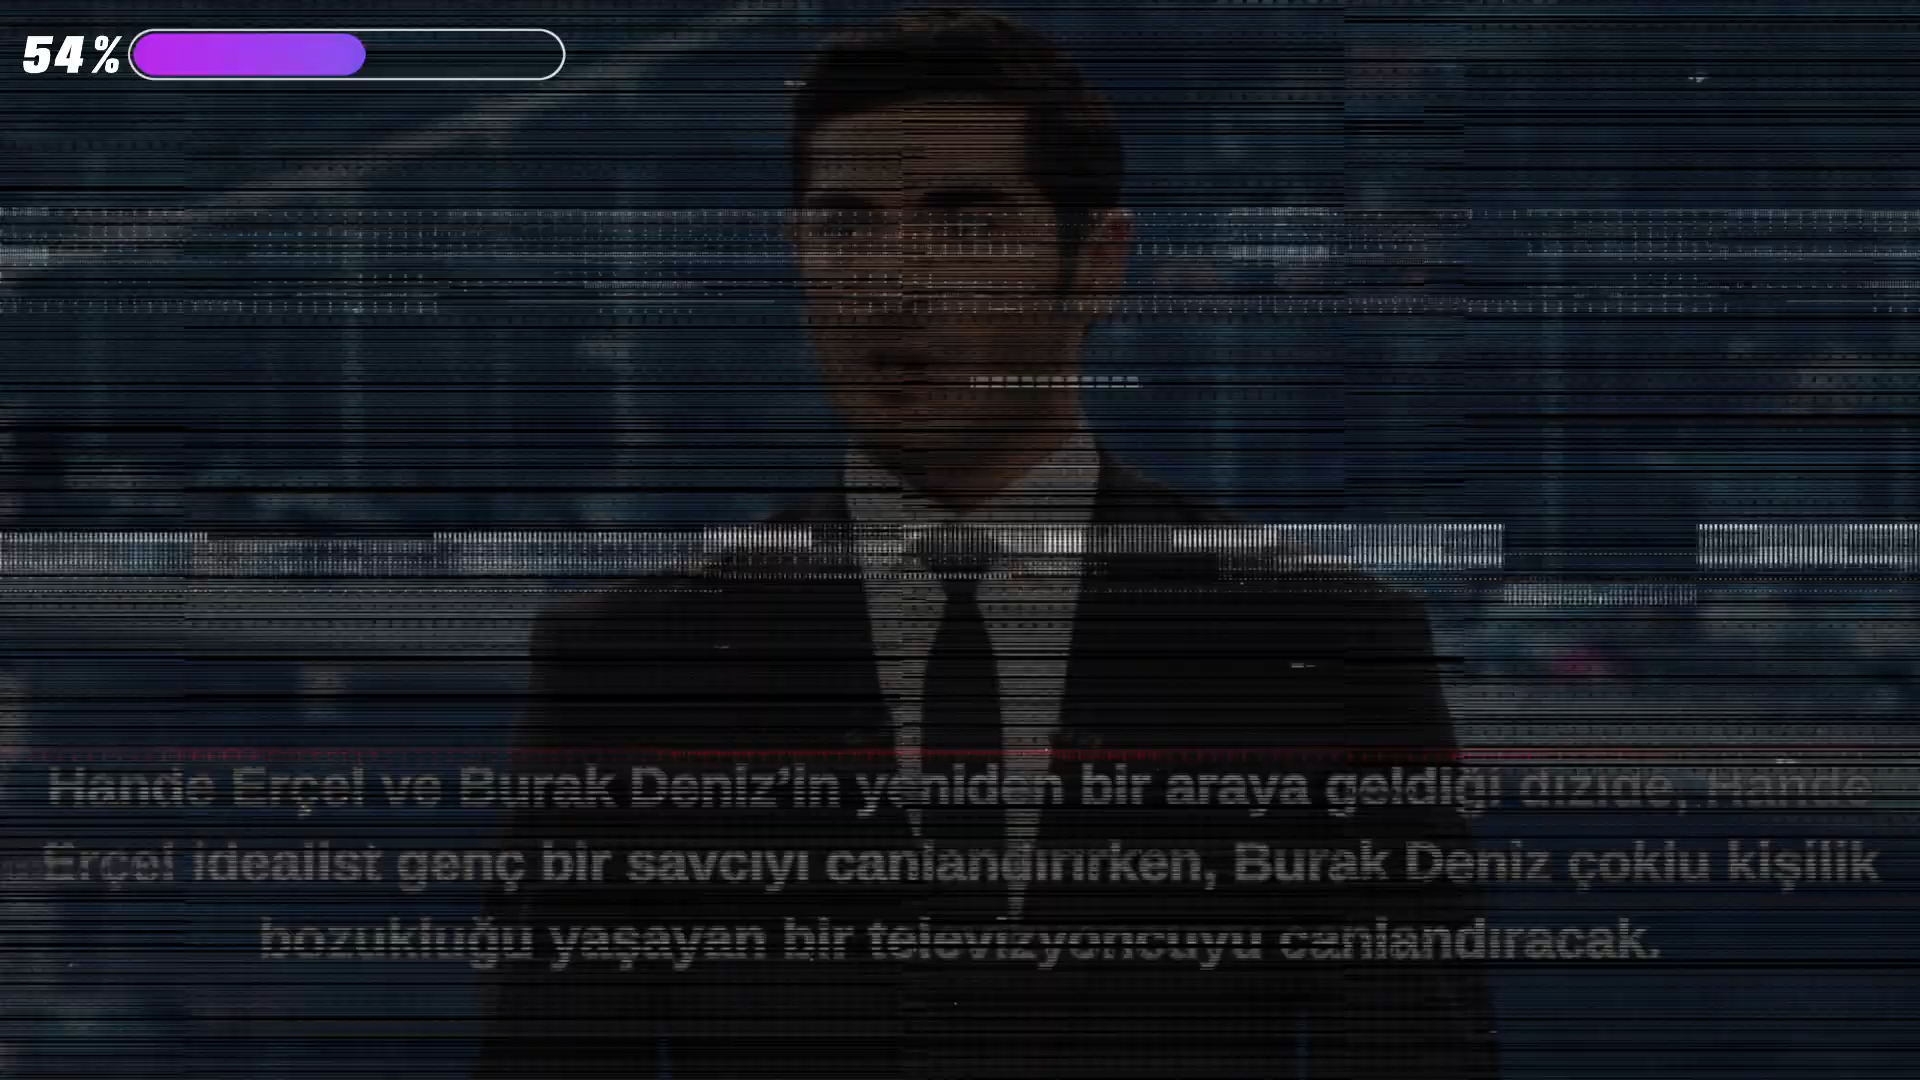 54%
Hande Erçel ve Burak Deniz’in yeniden bir araya geldiği dizide, Hande
Erçel idealist genç bir savcıyı canlandırırken, Burak Deniz çoklu kişilik
bozukluğu yaşayan bir televizyoncuyu canlandıracak.